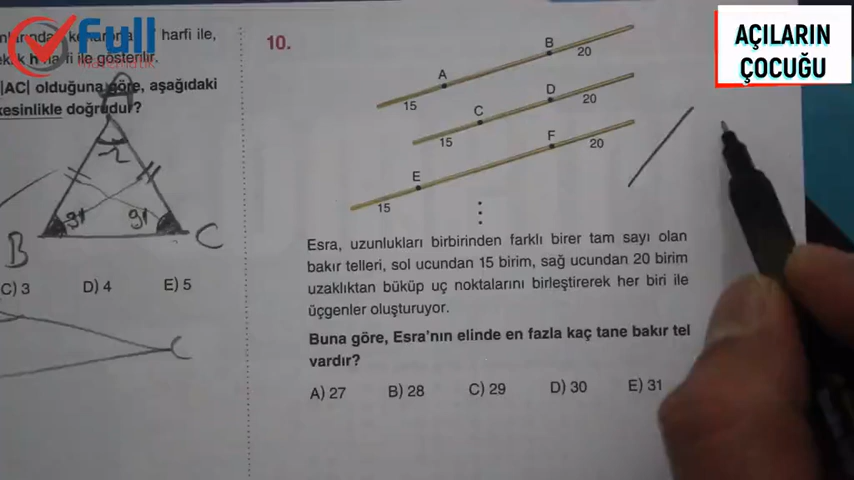 Full
matematik
harfi ile,
ile gösterilir.
|AC| olduğuna göre, aşağıdaki
kesinlikle doğrudur?
A
B
C
C) 3
D) 4
E) 5
C
10.
B
20
A
15
D
20
C
15
F
20
E
15
Esra, uzunlukları birbirinden farklı birer tam sayı olan
bakır telleri, sol ucundan 15 birim, sağ ucundan 20 birim
uzaklıktan büküp uç noktalarını birleştirerek her biri ile
üçgenler oluşturuyor.
Buna göre, Esra'nın elinde en fazla kaç tane bakır tel
vardır?
A) 27
B) 28
C) 29
D) 30
E) 31
AÇILARIN
ÇOCUĞU